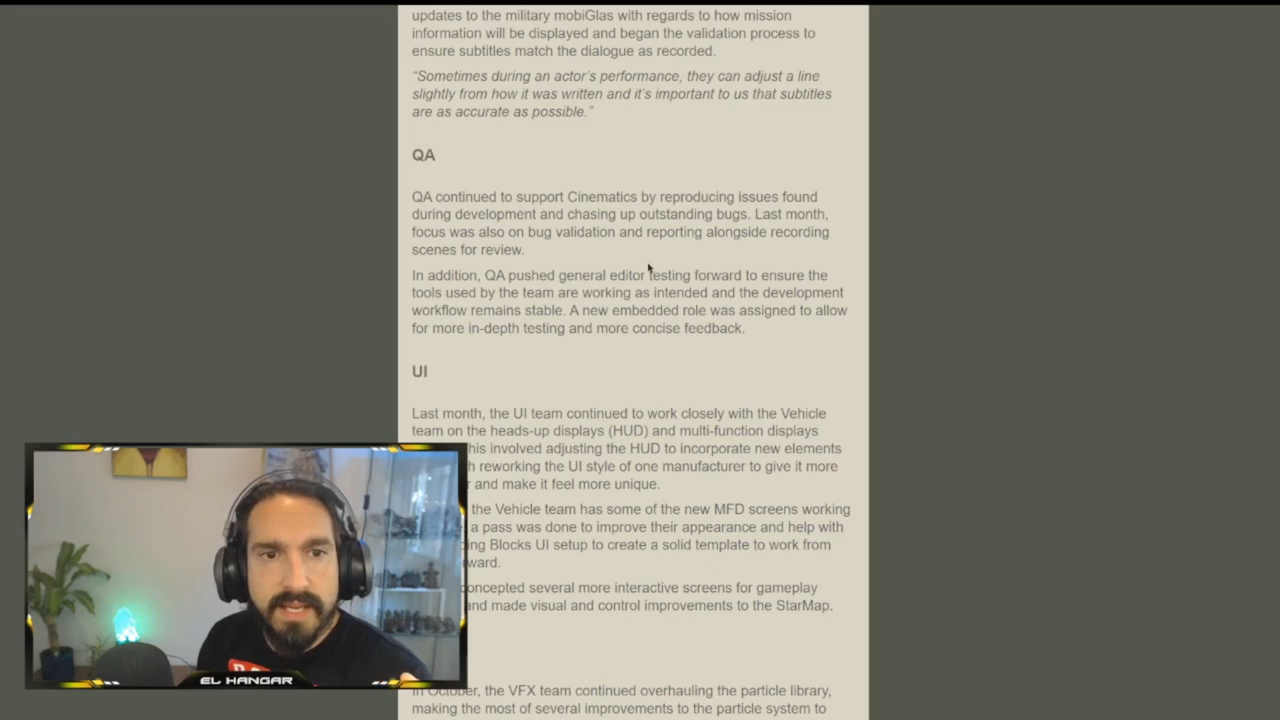 updates to the military mobiGlas with regards to how mission
information will be displayed and began the validation process to
ensure subtitles match the dialogue as recorded.
“Sometimes during an actor’s performance, they can adjust a line
slightly from how it was written and it’s important to us that subtitles
are as accurate as possible.”
QA
QA continued to support Cinematics by reproducing issues found
during development and chasing up outstanding bugs. Last month,
focus was also on bug validation and reporting alongside recording
scenes for review.
In addition, QA pushed general editor testing forward to ensure the
tools used by the team are working as intended and the development
workflow remains stable. A new embedded role was assigned to allow
for more in-depth testing and more concise feedback.
UI
Last month, the UI team continued to work closely with the Vehicle
team on the heads-up displays (HUD) and multi-function displays
his involved adjusting the HUD to incorporate new elements
h reworking the UI style of one manufacturer to give it more
r and make it feel more unique.
the Vehicle team has some of the new MFD screens working
a pass was done to improve their appearance and help with
ing Blocks UI setup to create a solid template to work from
ward.
oncepted several more interactive screens for gameplay
and made visual and control improvements to the StarMap.
In October, the VFX team continued overhauling the particle library,
making the most of several improvements to the particle system to
EL HANGAR